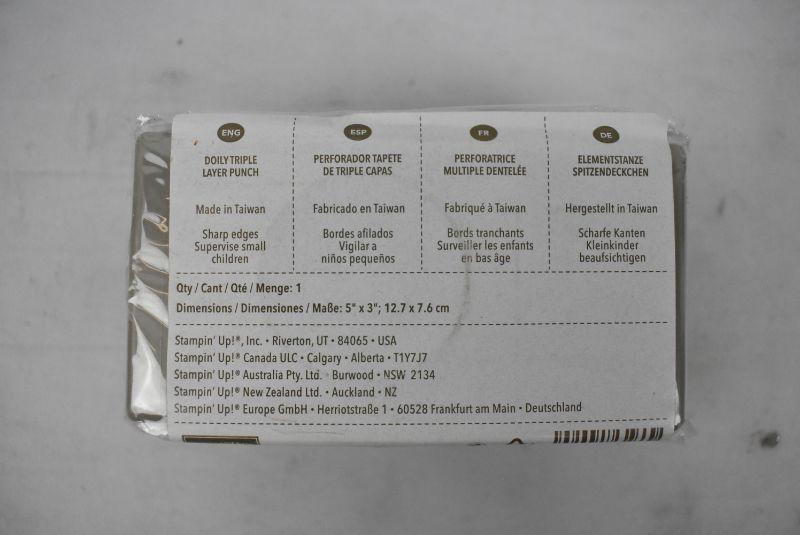 ENG
DOILY TRIPLE
LAYER PUNCH
Made in Taiwan
Sharp edges
Supervise small
children
ESP
PERFORADOR TAPETE
DE TRIPLE CAPAS
Fabricado en Taiwan
Bordes afilados
Vigilar a
niños pequeños
FR
PERFORATRICE
MULTIPLE DENTELÉE
Fabriqué à Taiwan
Bords tranchants
Surveiller les enfants
en bas âge
DE
ELEMENTSTANZE
SPITZENDECKCHEN
Hergestellt in Taiwan
Scharfe Kanten
Kleinkinder
beaufsichtigen
Qty / Cant / Qté / Menge: 1
Dimensions / Dimensiones / Maße: 5" x 3"; 12.7 x 7.6 cm
Stampin' Up!®, Inc. • Riverton, UT • 84065 • USA
Stampin' Up!® Canada ULC • Calgary • Alberta • T1Y7J7
Stampin' Up!® Australia Pty. Ltd. • Burwood • NSW 2134
Stampin' Up!® New Zealand Ltd. • Auckland • NZ
Stampin' Up!® Europe GmbH • Herriotstraße 1 • 60528 Frankfurt am Main • Deutschland